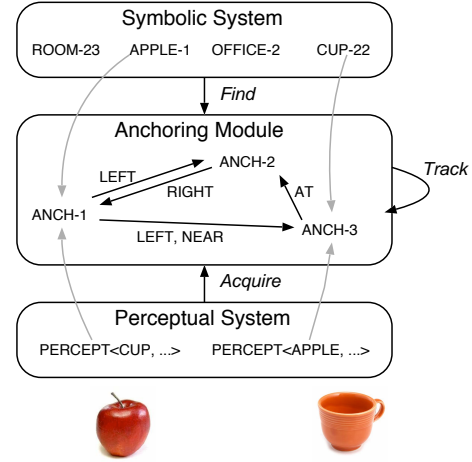 Symbolic System
ROOM-23 APPLE-1 OFFICE-2 CUP-22
Find
Anchoring Module
ANCH-2
LEFT
RIGHT
AT
Track
ANCH-1
ANCH-3
LEFT, NEAR
Acquire
Perceptual System
PERCEPT<CUP, ...> PERCEPT<APPLE, ...>